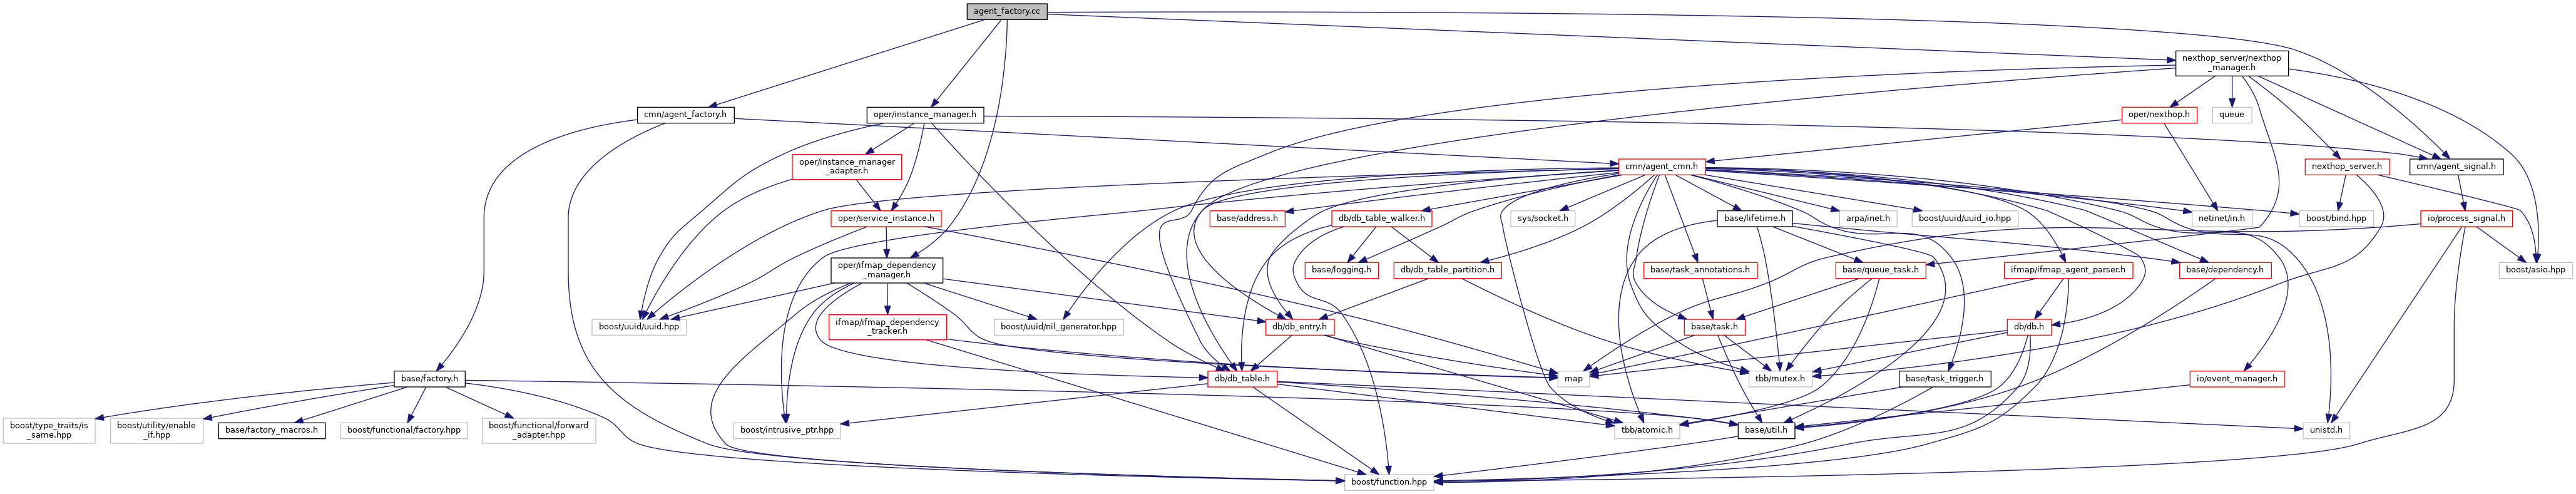 agent_factory.cc
nexthop_server/nexthop
_manager.h
cmn/agent_factory.h
oper/instance_manager.h
oper/nexthop.h
queue
oper/instance_manager
_adapter.h
cmn/agent_cmn.h
nexthop_server.h
cmn/agent_signal.h
oper/service_instance.h
base/address.h
db/db_table_walker.h
sys/socket.h
base/lifetime.h
arpa/inet.h
boost/uuid/uuid_io.hpp
netinet/in.h
boost/bind.hpp
io/process_signal.h
oper/ifmap_dependency
_manager.h
base/logging.h
db/db_table_partition.h
base/task_annotations.h
base/queue_task.h
ifmap/ifmap_agent_parser.h
base/dependency.h
boost/asio.hpp
boost/uuid/uuid.hpp
ifmap/ifmap_dependency
_tracker.h
boost/uuid/nil_generator.hpp
db/db_entry.h
base/task.h
db/db.h
base/factory.h
db/db_table.h
map
tbb/mutex.h
base/task_trigger.h
io/event_manager.h
boost/type_traits/is
_same.hpp
boost/utility/enable
_if.hpp
base/factory_macros.h
boost/functional/factory.hpp
boost/functional/forward
_adapter.hpp
boost/intrusive_ptr.hpp
tbb/atomic.h
base/util.h
unistd.h
boost/function.hpp